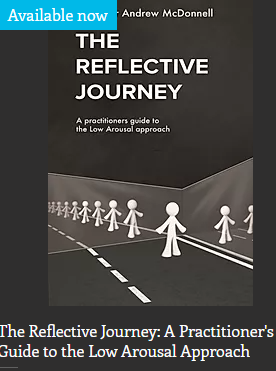 Available now
r Andrew McDonnell
THE
REFLECTIVE
JOURNEY
A practitioners guide to
the Low Arousal approach
The Reflective Journey: A Practitioner's
Guide to the Low Arousal Approach